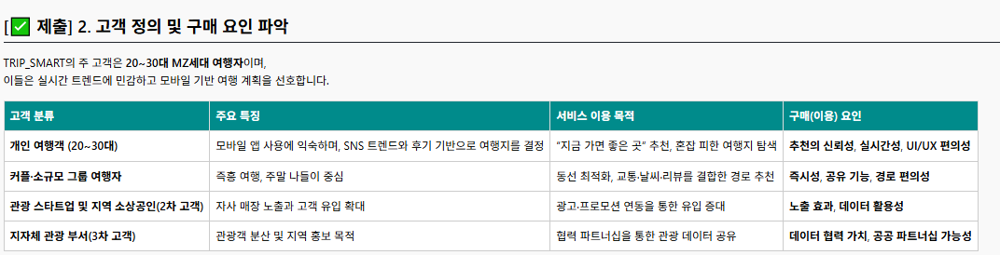 [✅ 제출] 2. 고객 정의 및 구매 요인 파악
TRIP_SMART의 주 고객은 20~30대 MZ세대 여행자이며,
이들은 실시간 트렌드에 민감하고 모바일 기반 여행 계획을 선호합니다.
고객 분류 주요 특징 서비스 이용 목적 구매(이용) 요인
개인 여행객 (20~30대) 모바일 앱 사용에 익숙하며, SNS 트렌드와 후기 기반으로 여행지를 결정 “지금 가면 좋은 곳” 추천, 혼잡 피한 여행지 탐색 추천의 신뢰성, 실시간성, UI/UX 편의성
커플·소규모 그룹 여행자 즉흥 여행, 주말 나들이 중심 동선 최적화, 교통·날씨·리뷰를 결합한 경로 추천 즉시성, 공유 기능, 경로 편의성
관광 스타트업 및 지역 소상공인(2차 고객) 자사 매장 노출과 고객 유입 확대 광고·프로모션 연동을 통한 유입 증대 노출 효과, 데이터 활용성
지자체 관광 부서(3차 고객) 관광객 분산 및 지역 홍보 목적 협력 파트너십을 통한 관광 데이터 공유 데이터 협력 가치, 공공 파트너십 가능성